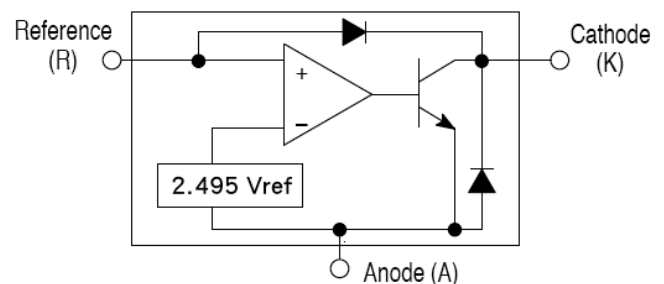 Reference
(R)
Cathode
(K)
+
−
2.495 Vref
Anode (A)